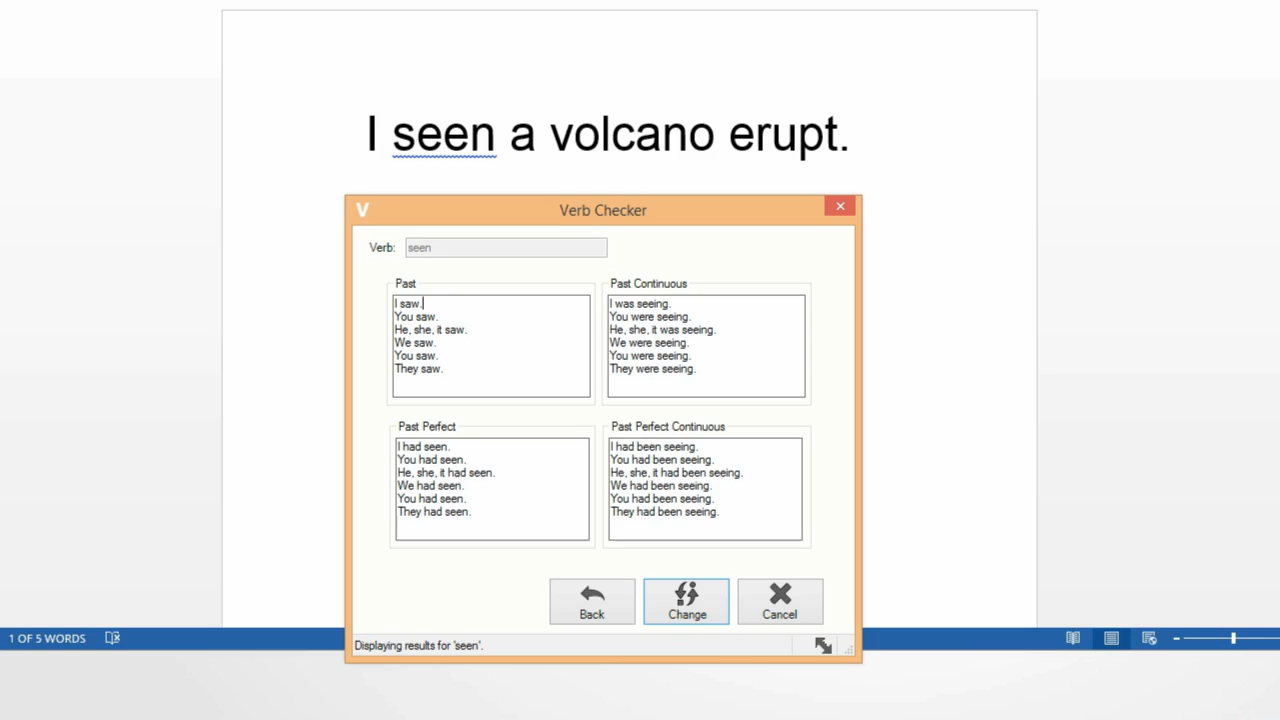 I seen a volcano erupt.
V
Verb Checker
Verb:
seen
Past
I saw.
You saw.
He, she, it saw.
We saw.
You saw.
They saw.
Past Continuous
I was seeing.
You were seeing.
He, she, it was seeing.
We were seeing.
You were seeing.
They were seeing.
Past Perfect
I had seen.
You had seen.
He, she, it had seen.
We had seen.
You had seen.
They had seen.
Past Perfect Continuous
I had been seeing.
You had been seeing.
He, she, it had been seeing.
We had been seeing.
You had been seeing.
They had been seeing.
Back
Change
Cancel
1 OF 5 WORDS
Displaying results for 'seen'.